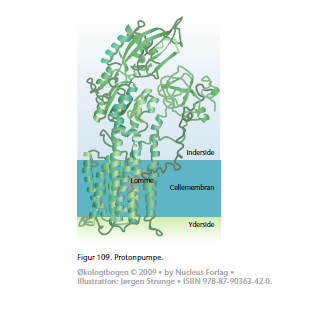 Inderside
Lomme
Cellemembran
Yderside
Figur 109. Protonpumpe.
Økologibogen © 2009 • by Nucleus Forlag •
Illustration: Jørgen Strunge • ISBN 978-87-90363-42-0.